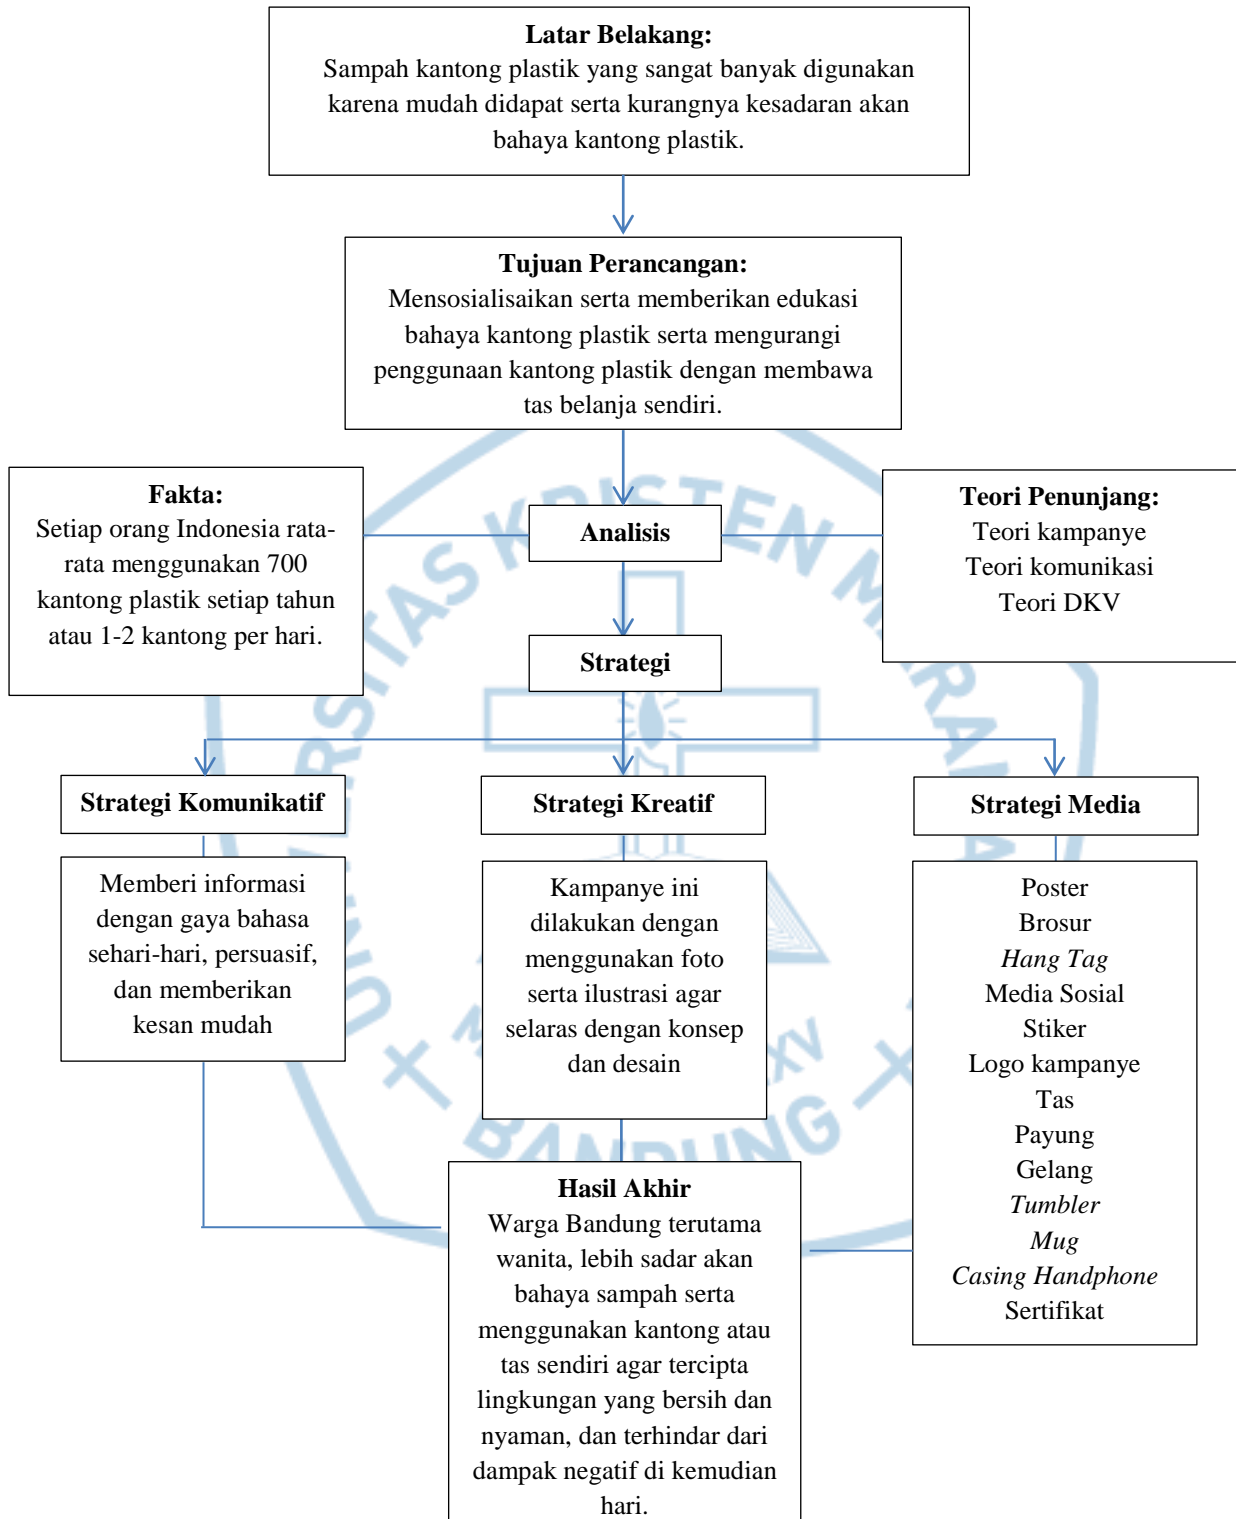 Latar Belakang:
Sampah kantong plastik yang sangat banyak digunakan
karena mudah didapat serta kurangnya kesadaran akan
bahaya kantong plastik.
Tujuan Perancangan:
Mensosialisaikan serta memberikan edukasi
bahaya kantong plastik serta mengurangi
penggunaan kantong plastik dengan membawa
tas belanja sendiri.
Fakta:
Setiap orang Indonesia rata-
rata menggunakan 700
kantong plastik setiap tahun
atau 1-2 kantong per hari.
Analisis
Teori Penunjang:
Teori kampanye
Teori komunikasi
Teori DKV
Strategi
Strategi Komunikatif
Memberi informasi
dengan gaya bahasa
sehari-hari, persuasif,
dan memberikan
kesan mudah
Strategi Kreatif
Kampanye ini
dilakukan dengan
menggunakan foto
serta ilustrasi agar
selaras dengan konsep
dan desain
Strategi Media
Poster
Brosur
Hang Tag
Media Sosial
Stiker
Logo kampanye
Tas
Payung
Gelang
Tumbler
Mug
Casing Handphone
Sertifikat
Hasil Akhir
Warga Bandung terutama
wanita, lebih sadar akan
bahaya sampah serta
menggunakan kantong atau
tas sendiri agar tercipta
lingkungan yang bersih dan
nyaman, dan terhindar dari
dampak negatif di kemudian
hari.
KRISTEN
BANDUNG